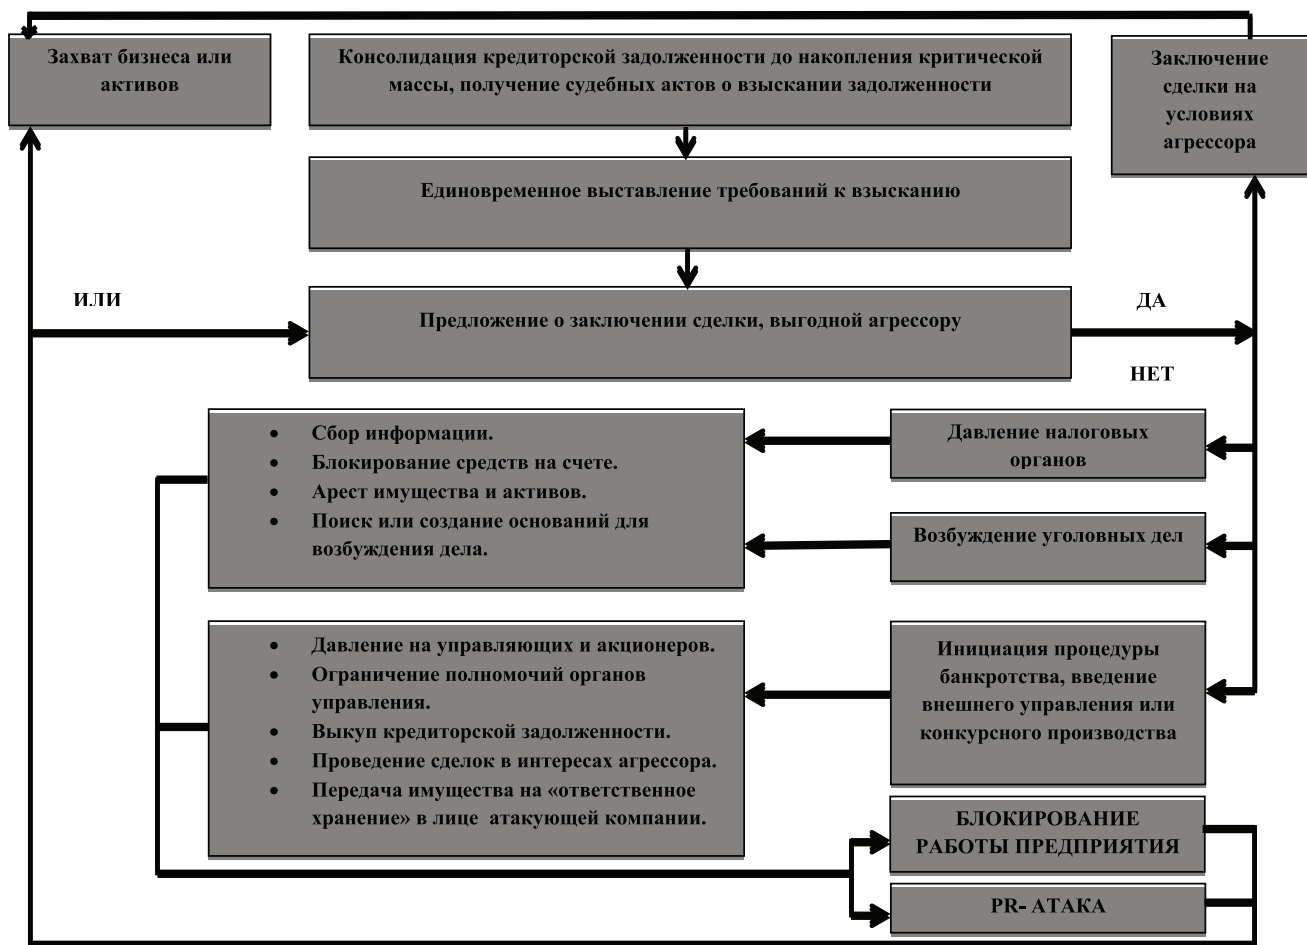 Захват бизнеса или
активов
Консолидация кредиторской задолженности до накопления критической
массы, получение судебных актов о взыскании задолженности
Заключение
сделки на
условиях
агрессора
Единовременное выставление требований к взысканию
ИЛИ
Предложение о заключении сделки, выгодной агрессору
ДА
НЕТ
• Сбор информации.
• Блокирование средств на счете.
• Арест имущества и активов.
• Поиск или создание оснований для
возбуждения дела.
Давление налоговых
органов
Возбуждение уголовных дел
• Давление на управляющих и акционеров.
• Ограничение полномочий органов
управления.
• Выкуп кредиторской задолженности.
• Проведение сделок в интересах агрессора.
• Передача имущества на «ответственное
хранение» в лице атакующей компании.
Инициация процедуры
банкротства, введение
внешнего управления или
конкурсного производства
БЛОКИРОВАНИЕ
РАБОТЫ ПРЕДПРИЯТИЯ
PR- АТАКА